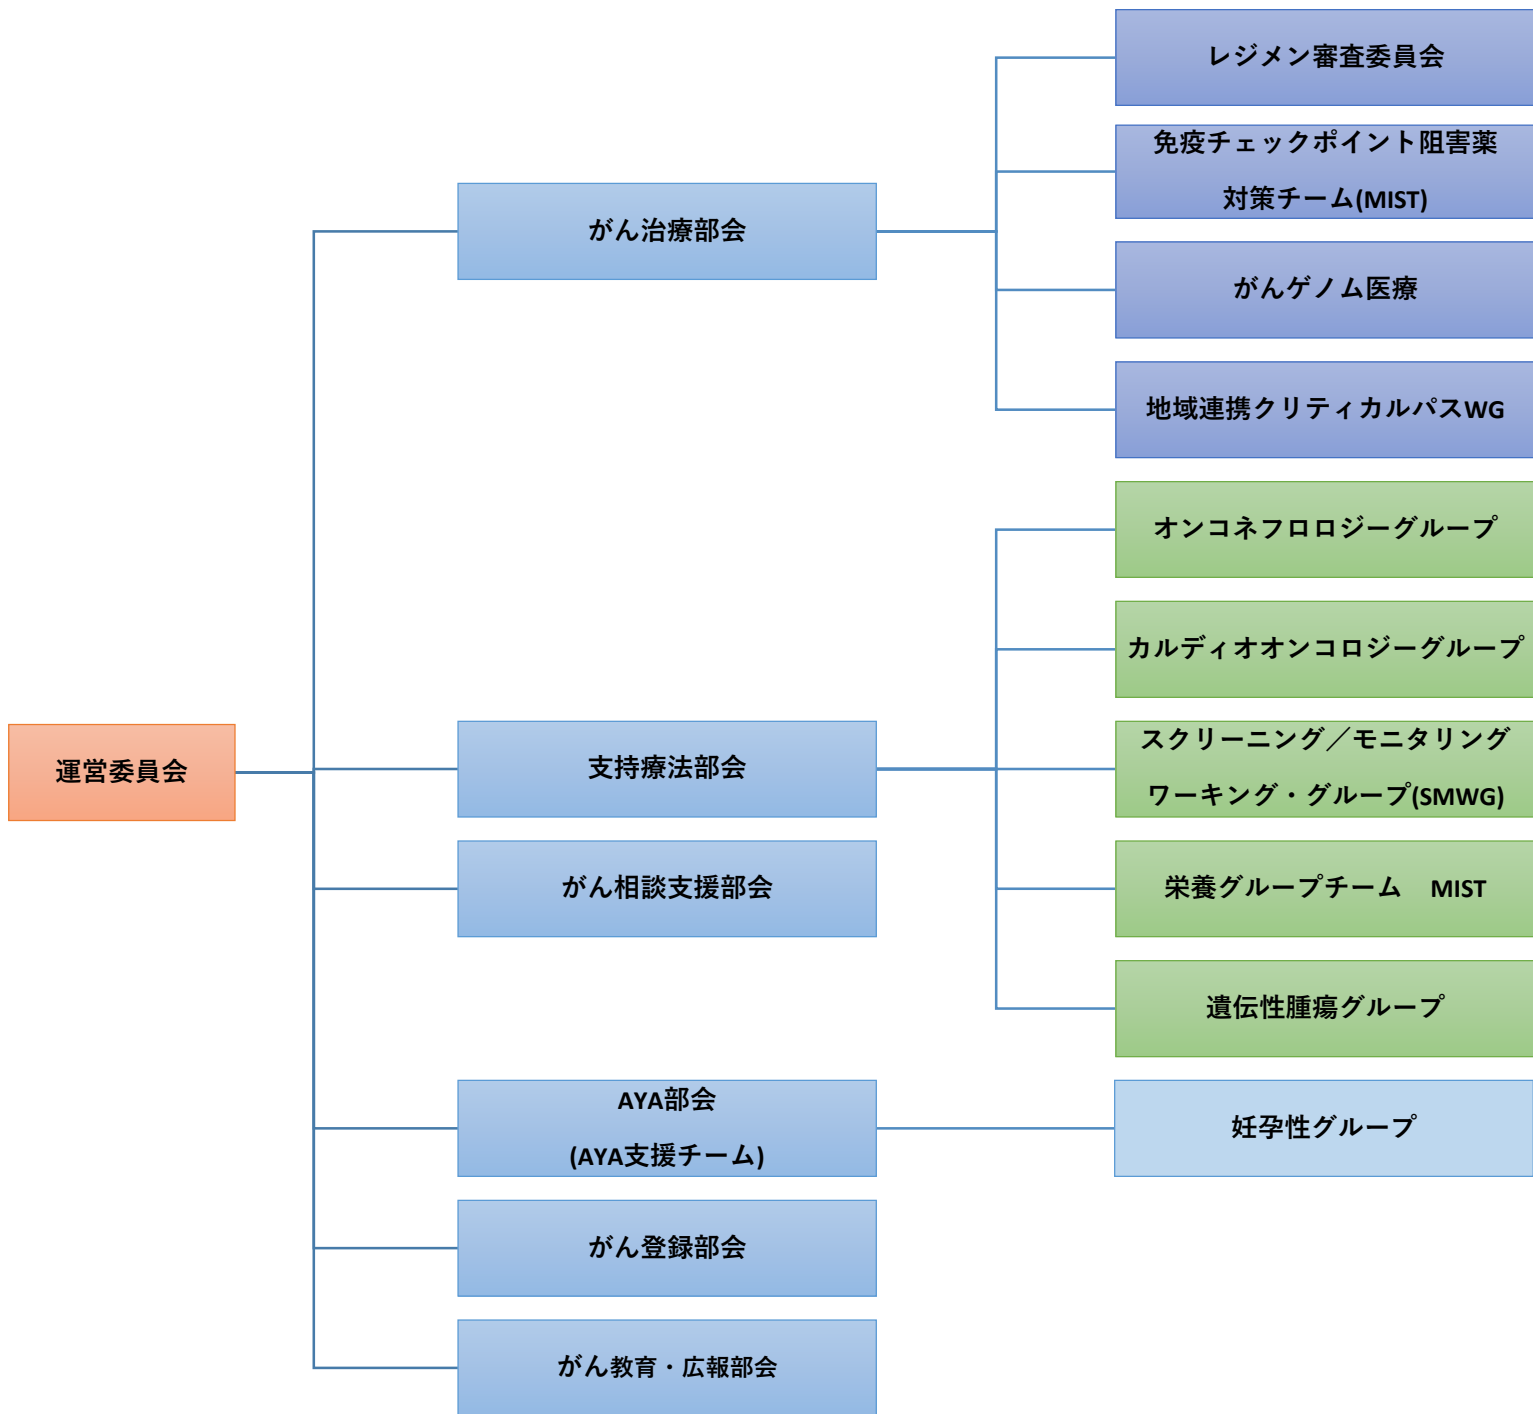 運営委員会
がん治療部会
レジメン審査委員会
免疫チェックポイント阻害薬
対策チーム(MIST)
がんゲノム医療
地域連携クリティカルパスWG
支持療法部会
オンコネフロロジーグループ
カルディオオンコロジーグループ
スクリーニング／モニタリング
ワーキング・グループ(SMWG)
栄養グループチーム　MIST
遺伝性腫瘍グループ
がん相談支援部会
AYA部会
(AYA支援チーム)
妊孕性グループ
がん登録部会
がん教育・広報部会